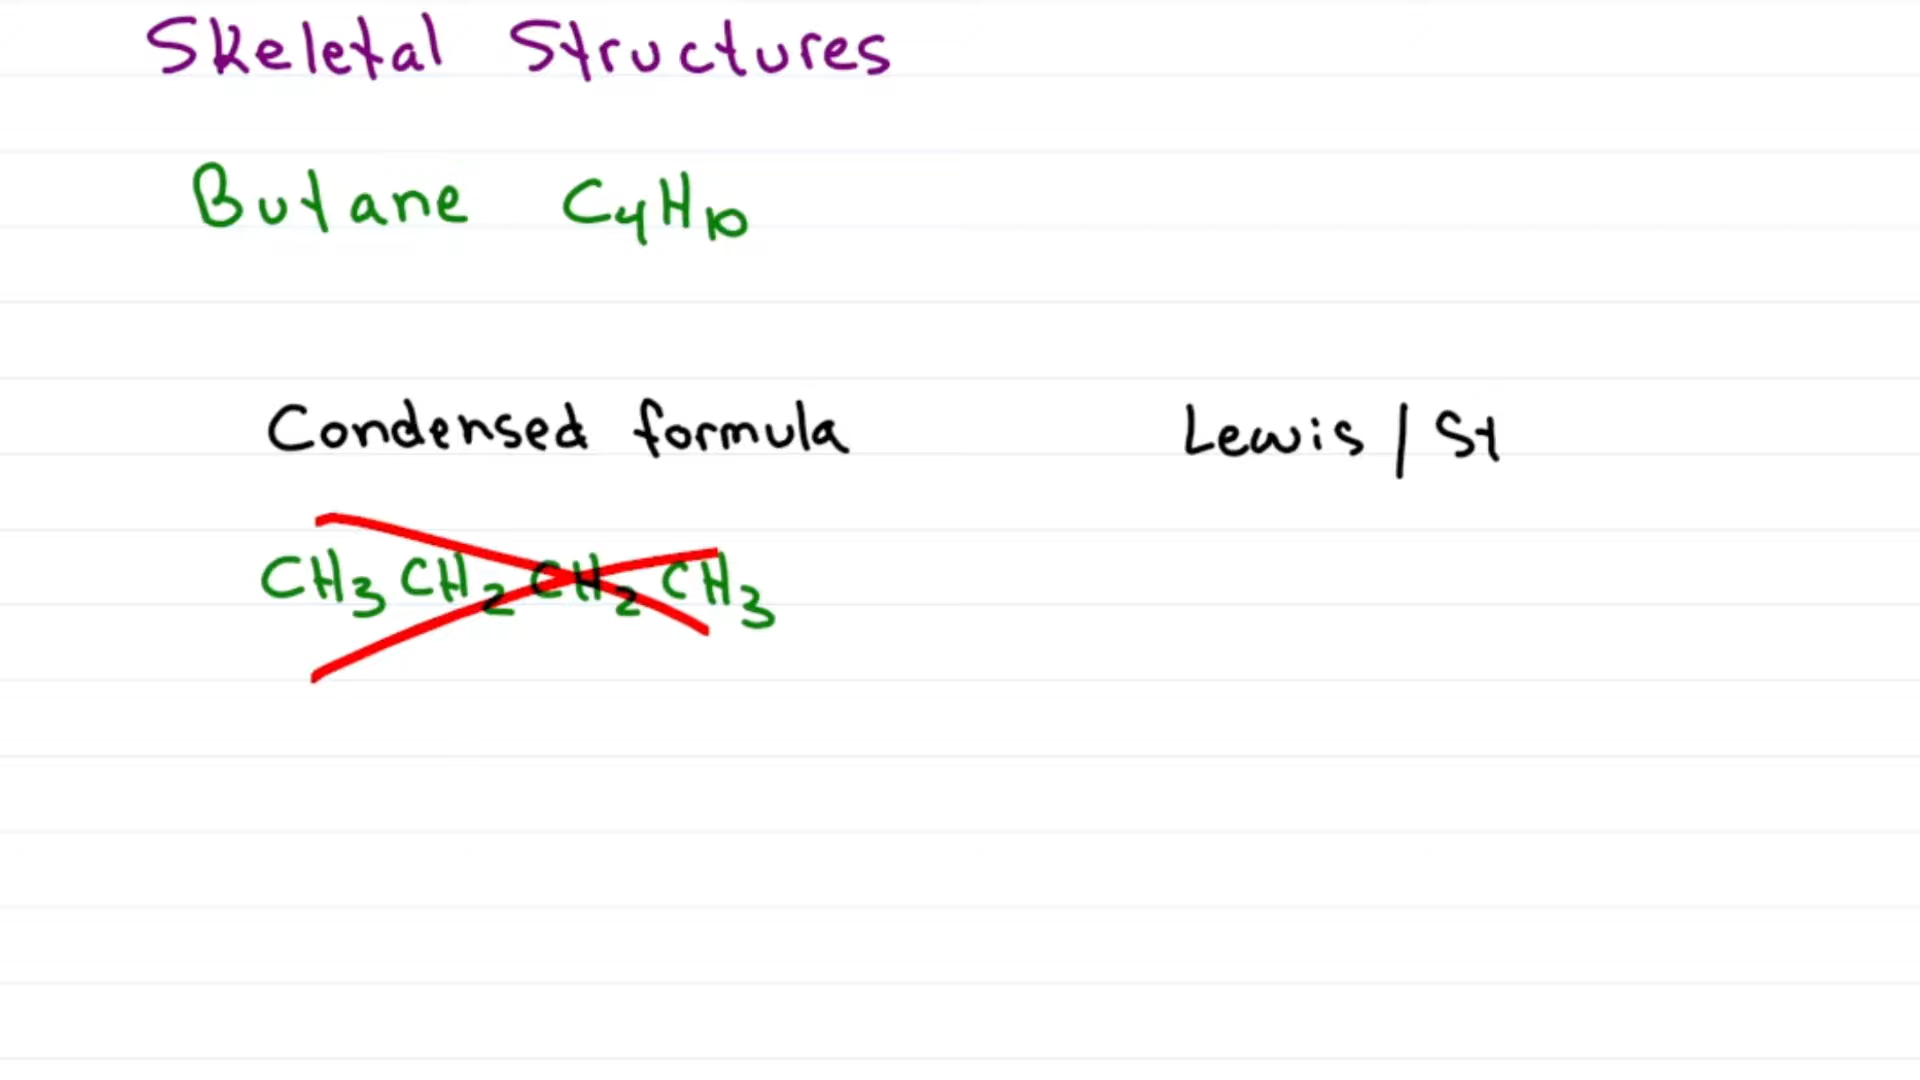 Skeletal Structures
Butane C4H10
Condensed formula
Lewis / St
CH3CH2CH2CH3